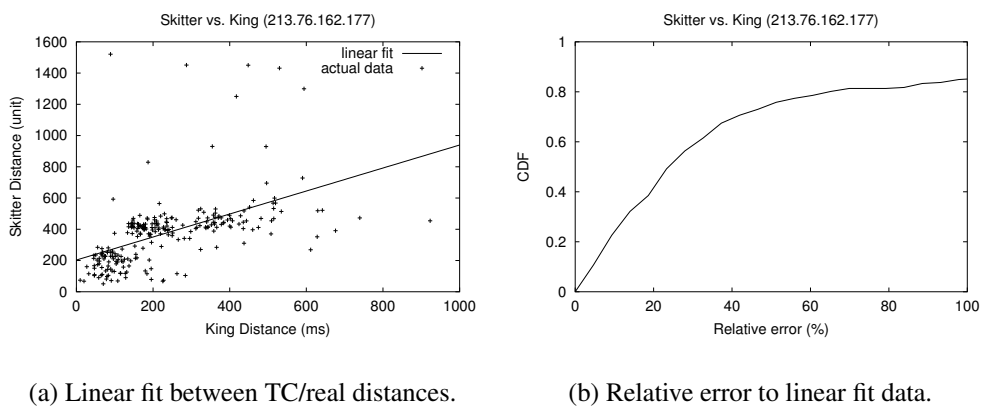 Skitter vs. King (213.76.162.177)
1600
1400
1200
1000
800
600
400
200
0
Skitter Distance (unit)
linear fit
actual data
0 200 400 600 800 1000
King Distance (ms)
(a) Linear fit between TC/real distances.
Skitter vs. King (213.76.162.177)
1
0.8
0.6
0.4
0.2
0
CDF
0 20 40 60 80 100
Relative error (%)
(b) Relative error to linear fit data.